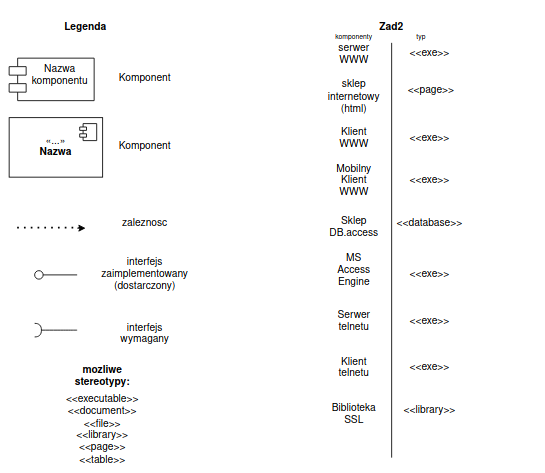 Legenda
Nazwa
komponentu
Komponent
"..."
Nazwa
Komponent
zaleznosc
interfejs
zaimplementowany
(dostarczony)
interfejs
wymagany
mozliwe
stereotypy:
<<executable>>
<<document>>
<<file>>
<<library>>
<<page>>
<<table>>
Zad2
komponenty
typ
serwer
WWW
<<exe>>
sklep
internetowy
(html)
<<page>>
Klient
WWW
<<exe>>
Mobilny
Klient
WWW
<<exe>>
Sklep
DB.access
<<database>>
MS
Access
Engine
<<exe>>
Serwer
telnetu
<<exe>>
Klient
telnetu
<<exe>>
Biblioteka
SSL
<<library>>